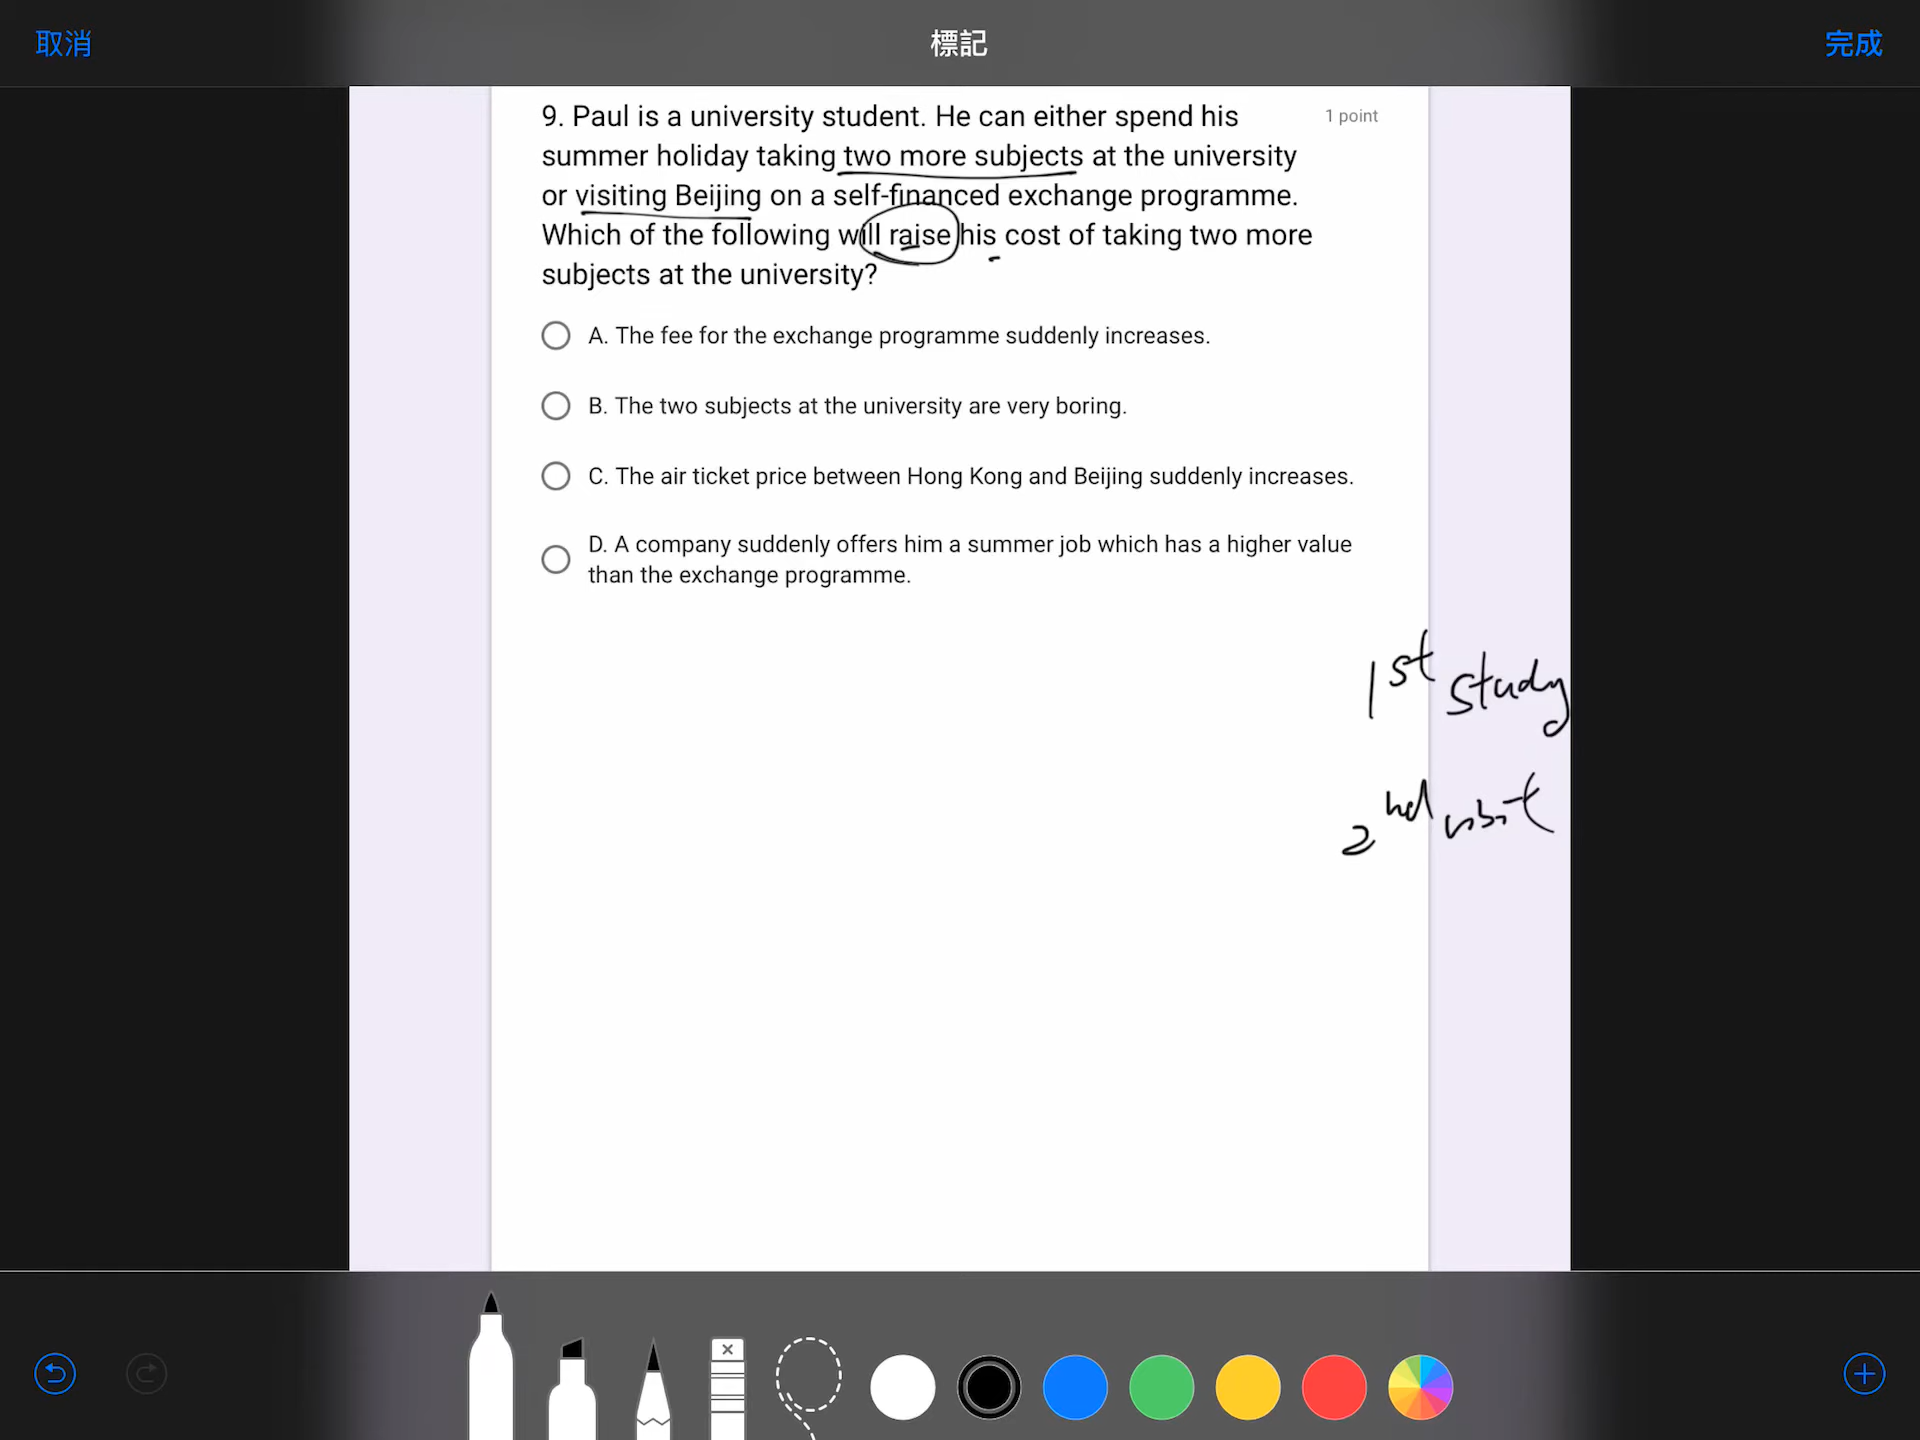 取消
標記
完成
9. Paul is a university student. He can either spend his
1 point
summer holiday taking two more subjects at the university
or visiting Beijing on a self-financed exchange programme.
Which of the following will raise his cost of taking two more
subjects at the university?
A. The fee for the exchange programme suddenly increases.
B. The two subjects at the university are very boring.
C. The air ticket price between Hong Kong and Beijing suddenly increases.
D. A company suddenly offers him a summer job which has a higher value
than the exchange programme.
1st study
2nd visit